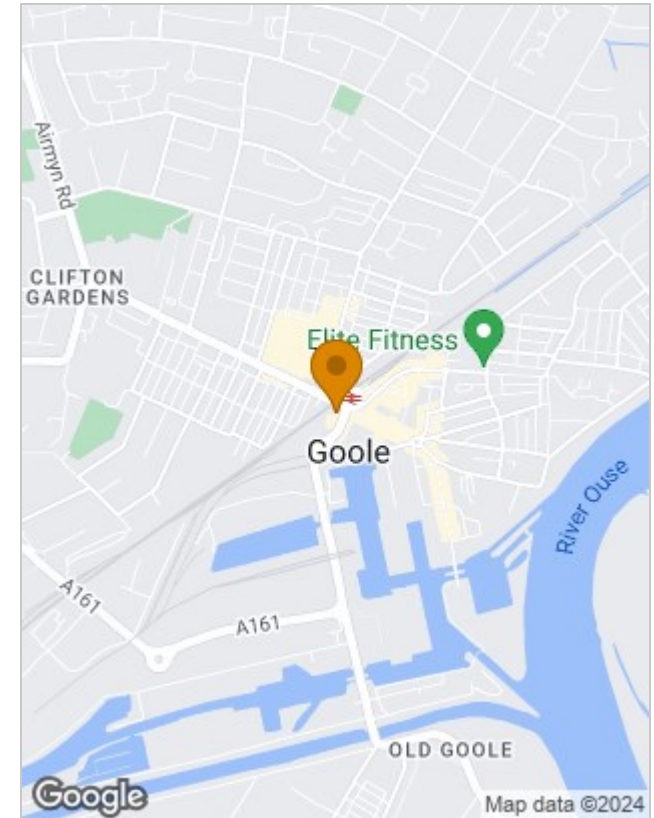 Airmyn Rd
CLIFTON
GARDENS
Elite Fitness
Goole
River Ouse
A161
A161
OLD GOOLE
Google
Map data ©2024